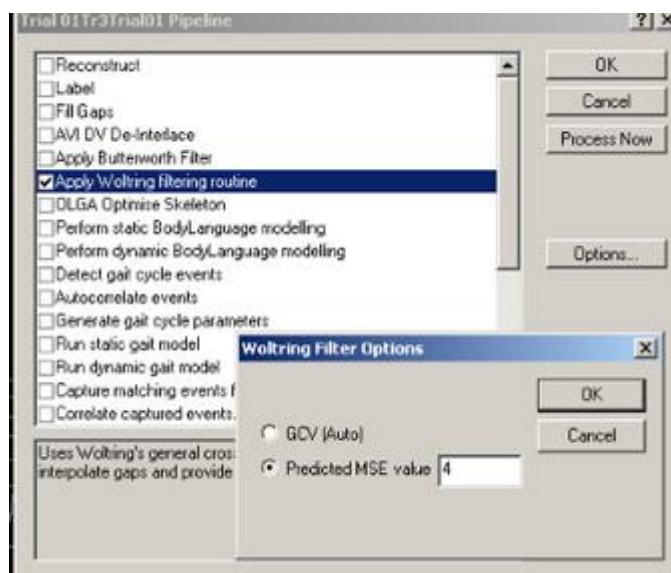 Trial 01Tr3Trial01 Pipeline
Reconstruct
Label
Fill Gaps
AVI DV De-Interlace
Apply Butterworth Filter
Apply Woltring filtering routine
OLGA Optimise Skeleton
Perform static BodyLanguage modelling
Perform dynamic BodyLanguage modelling
Detect gait cycle events
Autocorrelate events
Generate gait cycle parameters
Run static gait model
Run dynamic gait model
Capture matching events f
Correlate captured events.
Uses Woltring's general cros
interpolate gaps and provide
OK
Cancel
Process Now
Options...
Woltring Filter Options
GCV (Auto)
Predicted MSE value 4
OK
Cancel